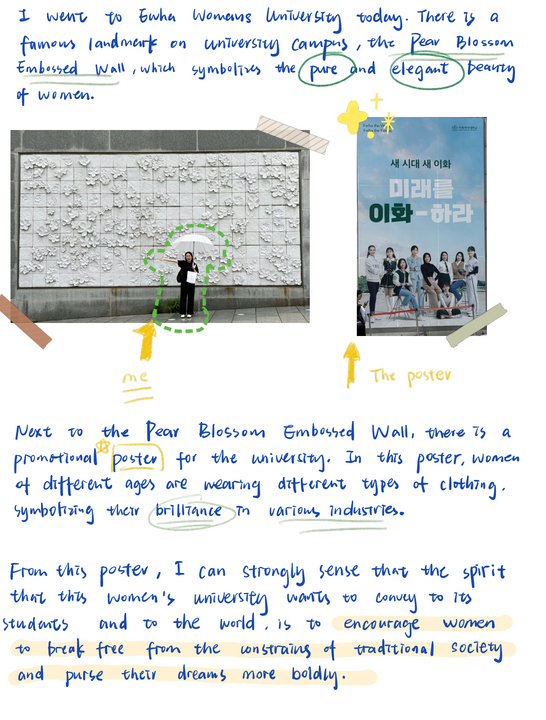 I went to Ewha Womens University today. There is a
famous landmark on university campus, the Pear Blossom
Embossed Wall, which symbolizes the pure and elegant beauty
of women.
새 시대 새 이화
미래를
이화-하라
me
The poster
Next to the Pear Blossom Embossed Wall, there is a
promotional poster for the university. In this poster, women
of different ages are wearing different types of clothing,
symbolizing their brilliance in various industries.
From this poster, I can strongly sense that the spirit
that this women's university wants to convey to its
students and to the world, is to encourage women
to break free from the constrains of traditional society
and purse their dreams more boldly.